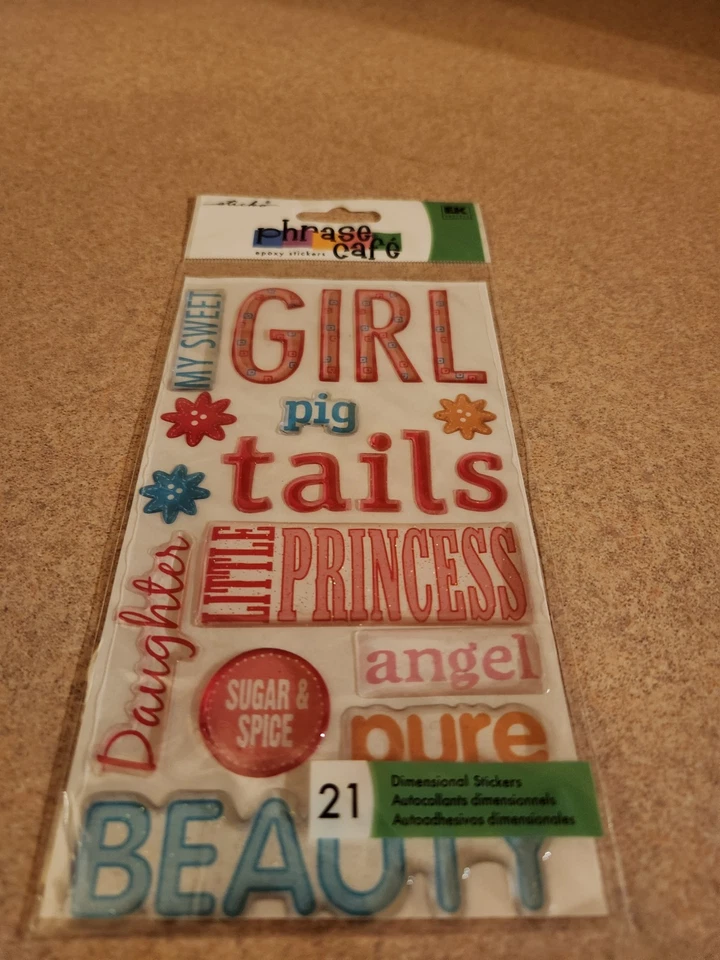 sticko
EK
phrase
café
epoxy stickers
MY SWEET
GIRL
pig
tails
LITTLE
PRINCESS
Daughter
angel
SUGAR &
SPICE
pure
21
Dimensional Stickers
Autocollants dimensionnels
Autoadhesivos dimensionales
BEAUTY